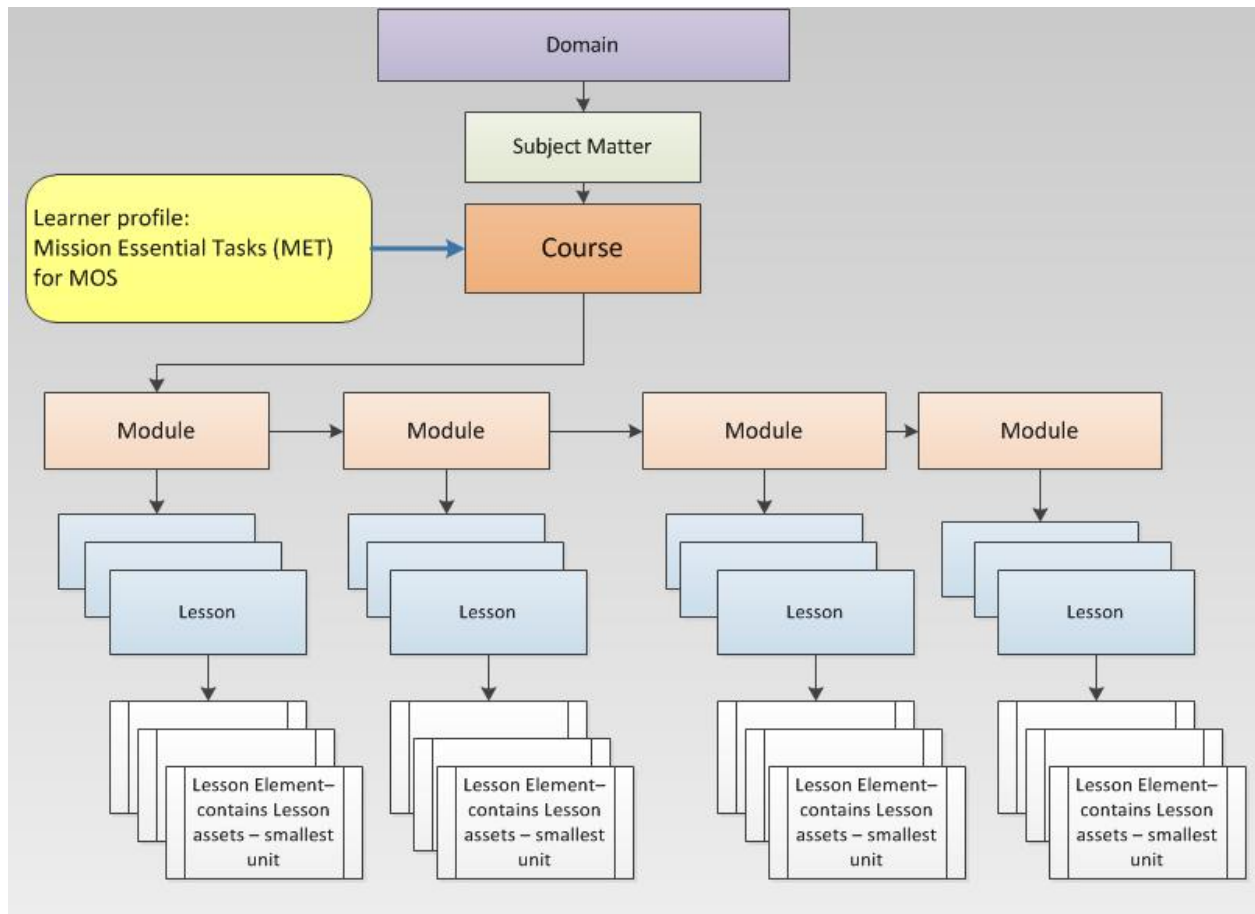 Domain
Subject Matter
Learner profile:
Mission Essential Tasks (MET)
for MOS
Course
Module
Module
Module
Module
Lesson
Lesson
Lesson
Lesson
Lesson Element–
contains Lesson
assets – smallest
unit
Lesson Element–
contains Lesson
assets – smallest
unit
Lesson Element–
contains Lesson
assets – smallest
unit
Lesson Element–
contains Lesson
assets – smallest
unit